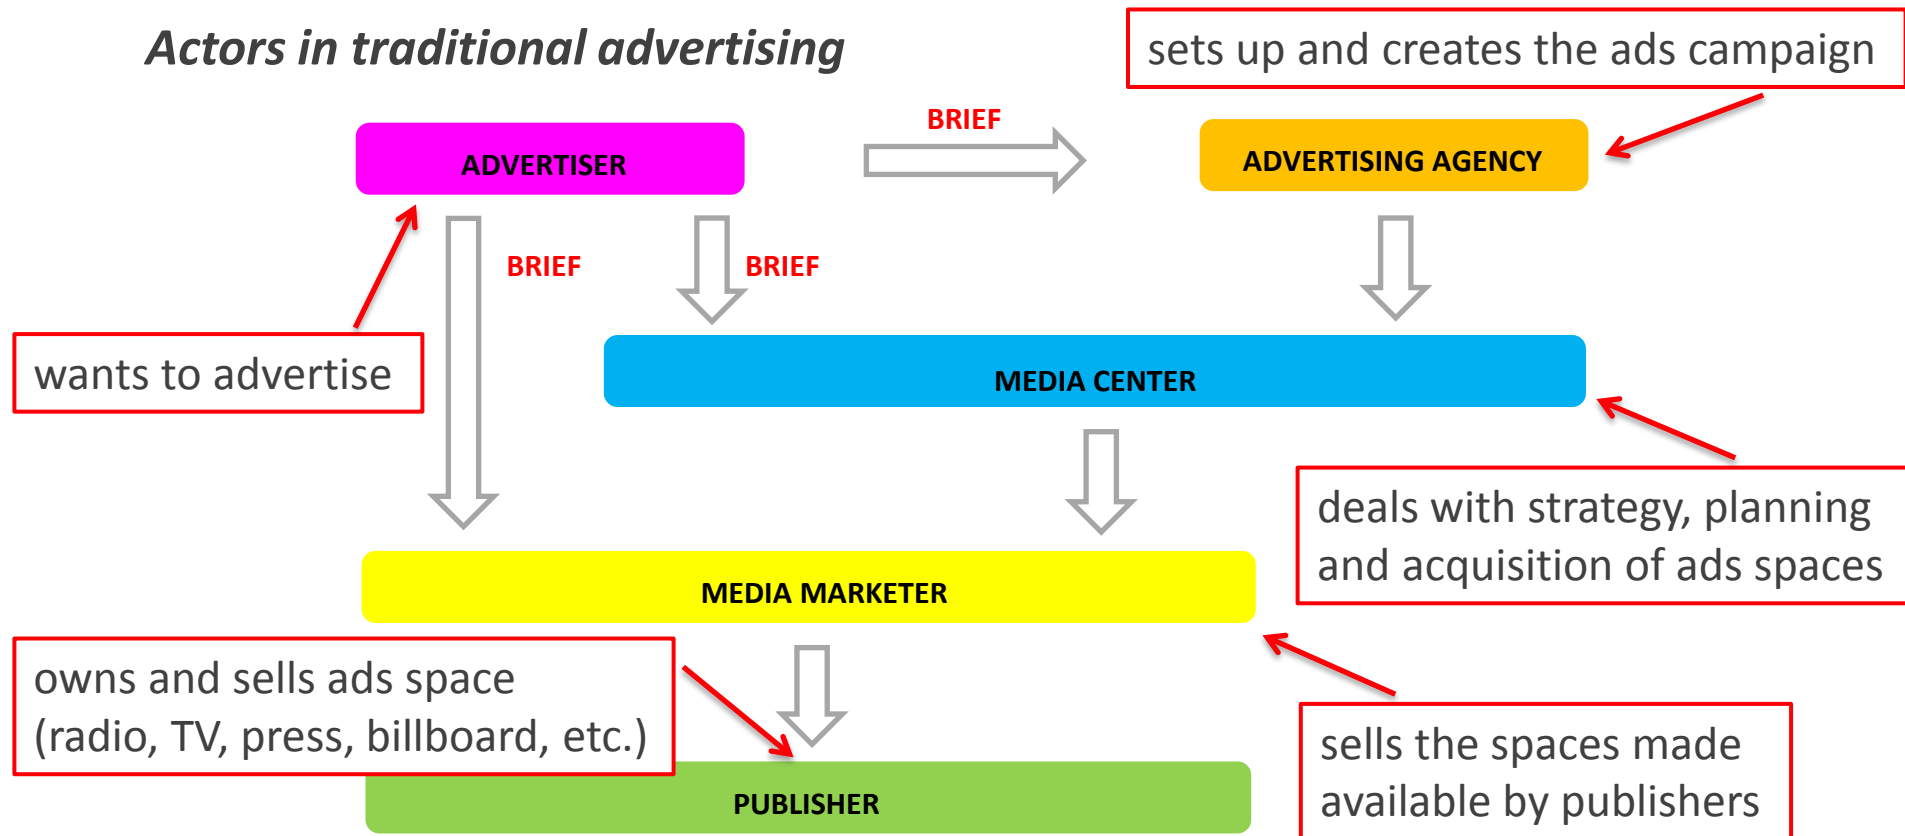 Actors in traditional advertising
sets up and creates the ads campaign
BRIEF
ADVERTISER
ADVERTISING AGENCY
BRIEF
BRIEF
wants to advertise
MEDIA CENTER
deals with strategy, planning
and acquisition of ads spaces
MEDIA MARKETER
owns and sells ads space
(radio, TV, press, billboard, etc.)
sells the spaces made
available by publishers
PUBLISHER